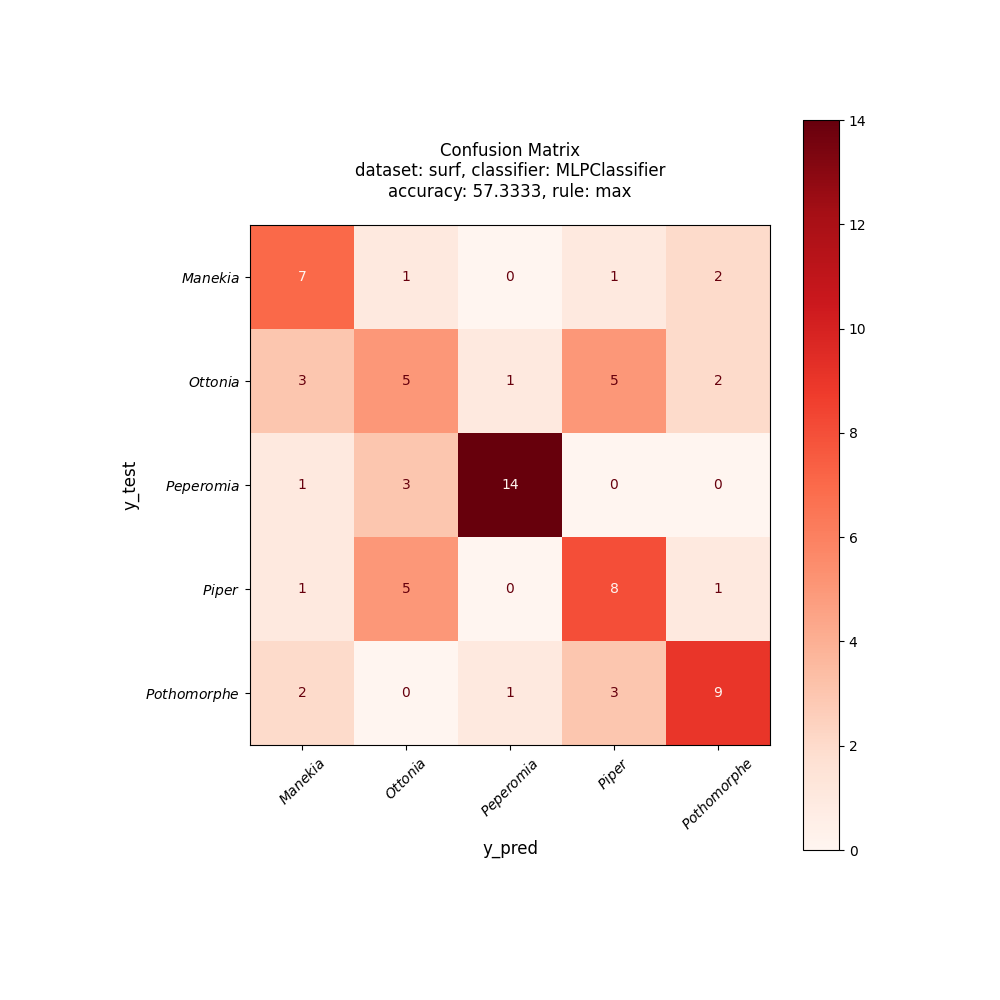 Confusion Matrix
dataset: surf, classifier: MLPClassifier
accuracy: 57.3333, rule: max
14
12
10
8
6
4
2
0
y_test
Manekia 7 1 0 1 2
Ottonia 3 5 1 5 2
Peperomia 1 3 14 0 0
Piper 1 5 0 8 1
Pothomorphe 2 0 1 3 9
Manekia Ottonia Peperomia Piper Pothomorphe
y_pred